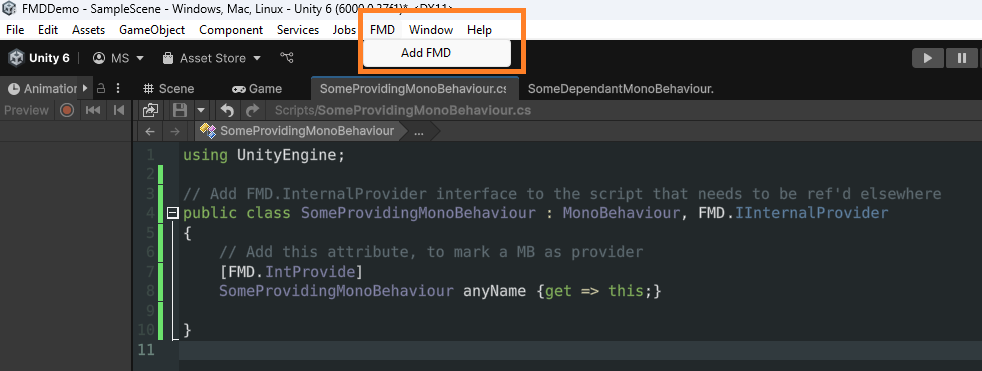 FMDDemo - SampleScene - Windows, Mac, Linux - Unity 6 (6000.0.37f1)* <DX11>
File Edit Assets GameObject Component Services Jobs FMD Window Help
Add FMD
Unity 6 MS Asset Store
Animation Scene Game SomeProvidingMonoBehaviour.cs SomeDependantMonoBehaviour.
Preview Scripts/SomeProvidingMonoBehaviour.cs
SomeProvidingMonoBehaviour ...
1 using UnityEngine;
2
3 // Add FMD.InternalProvider interface to the script that needs to be ref'd elsewhere
4 public class SomeProvidingMonoBehaviour : MonoBehaviour, FMD.IInternalProvider
5 {
6 // Add this attribute, to mark a MB as provider
7 [FMD.IntProvide]
8 SomeProvidingMonoBehaviour anyName {get => this;}
9
10 }
11